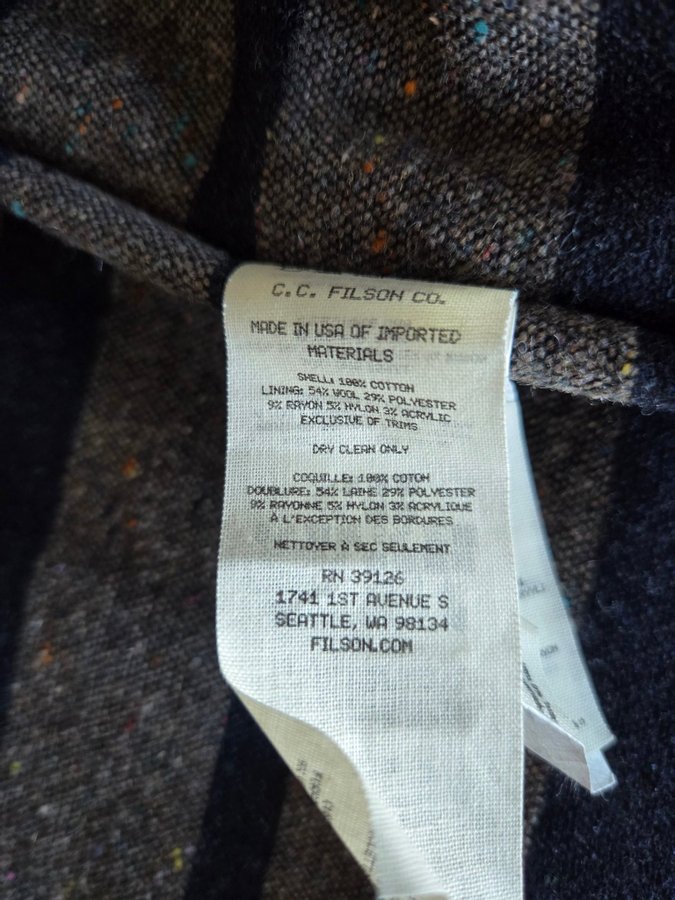 C.C. FILSON CO.
MADE IN USA OF IMPORTED
MATERIALS
SHELL: 100% COTTON
LINING: 54% WOOL 29% POLYESTER
9% RAYON 5% NYLON 3% ACRYLIC
EXCLUSIVE OF TRIMS
DRY CLEAN ONLY
COQUILLE: 100% COTON
DOUBLURE: 54% LAINE 29% POLYESTER
9% RAYONNE 5% NYLON 3% ACRYLIQUE
À L'EXCEPTION DES BORDURES
NETTOYER À SEC SEULEMENT
RN 39126
1741 1ST AVENUE S
SEATTLE, WA 98134
FILSON.COM